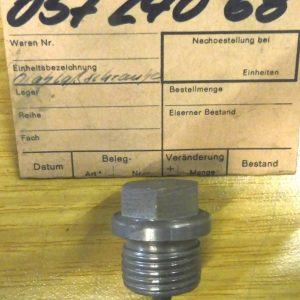 057 240 68
Waren Nr.
Nachoestellung bei
Einheitsbezeichnung
Einheiten
Lager
Bestellmenge
Reihe
Eiserner Bestand
Fach
Datum
Beleg-
Veränderung
Bestand
Art
Nr.
+
Menge